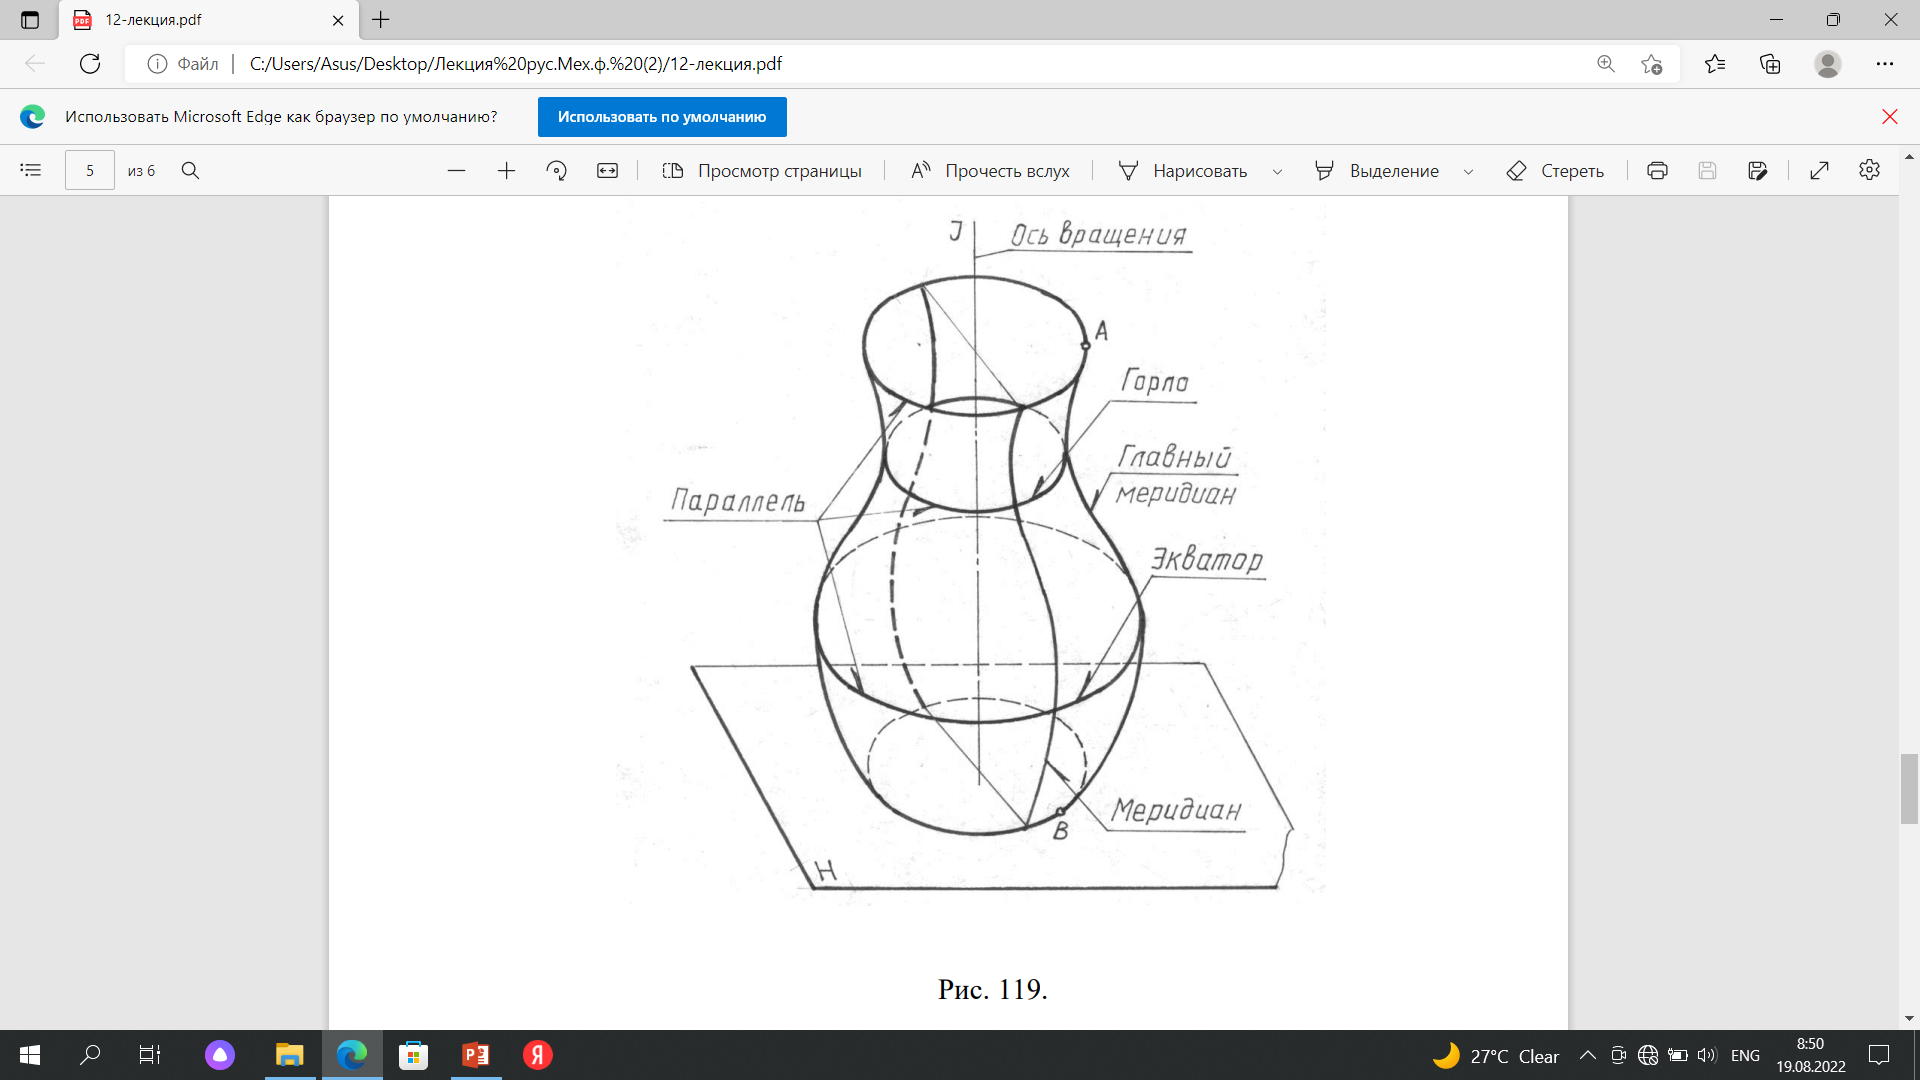 12-лекция.pdf
Файл
C:/Users/Asus/Desktop/Лекция%20рус.Мех.ф.%20(2)/12-лекция.pdf
Использовать Microsoft Edge как браузер по умолчанию?
Использовать по умолчанию
5
из 6
Просмотр страницы
Прочесть вслух
Нарисовать
Выделение
Стереть
J
Ось вращения
A
Горло
Главный
меридиан
Параллель
Экватор
Меридиан
B
H
Рис. 119.
27°C Clear
ENG
8:50
19.08.2022